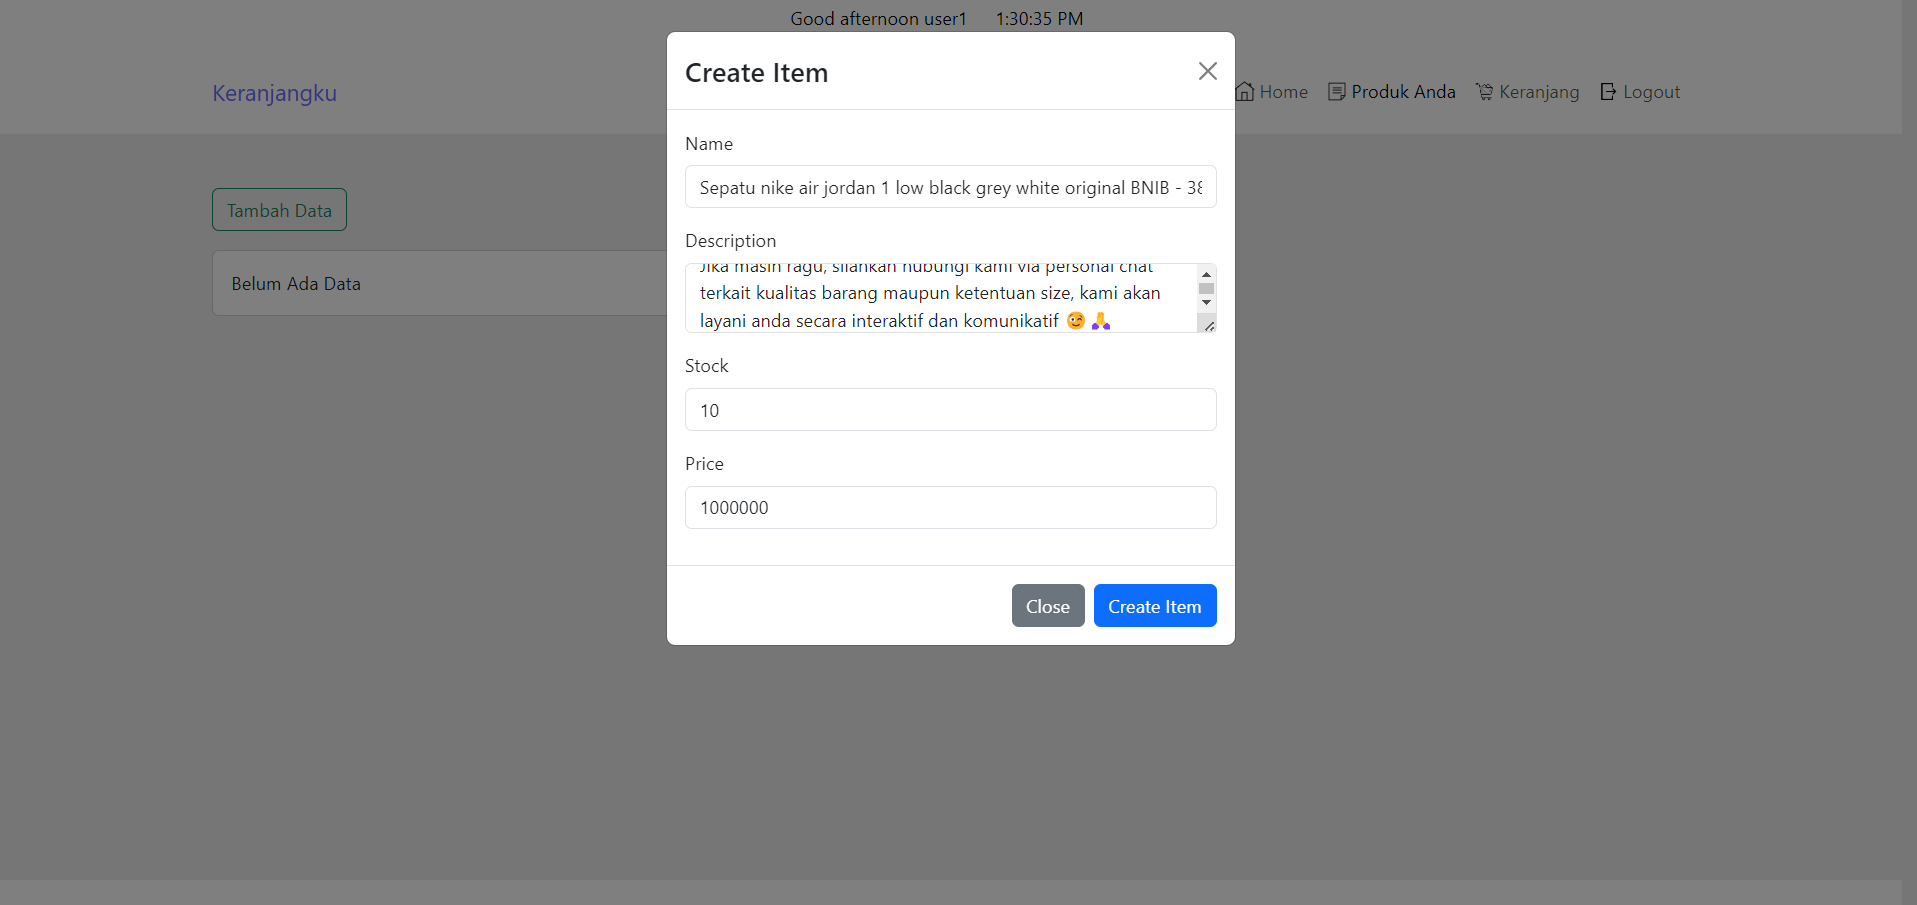 Good afternoon user1 1:30:35 PM
Create Item
Keranjangku
Home Produk Anda Keranjang Logout
Name
Sepatu nike air jordan 1 low black grey white original BNIB - 38
Tambah Data
Description
Belum Ada Data
Jika masih ragu, silahkan hubungi kami via personal chat
terkait kualitas barang maupun ketentuan size, kami akan
layani anda secara interaktif dan komunikatif 😉 🙏
Stock
10
Price
1000000
Close Create Item